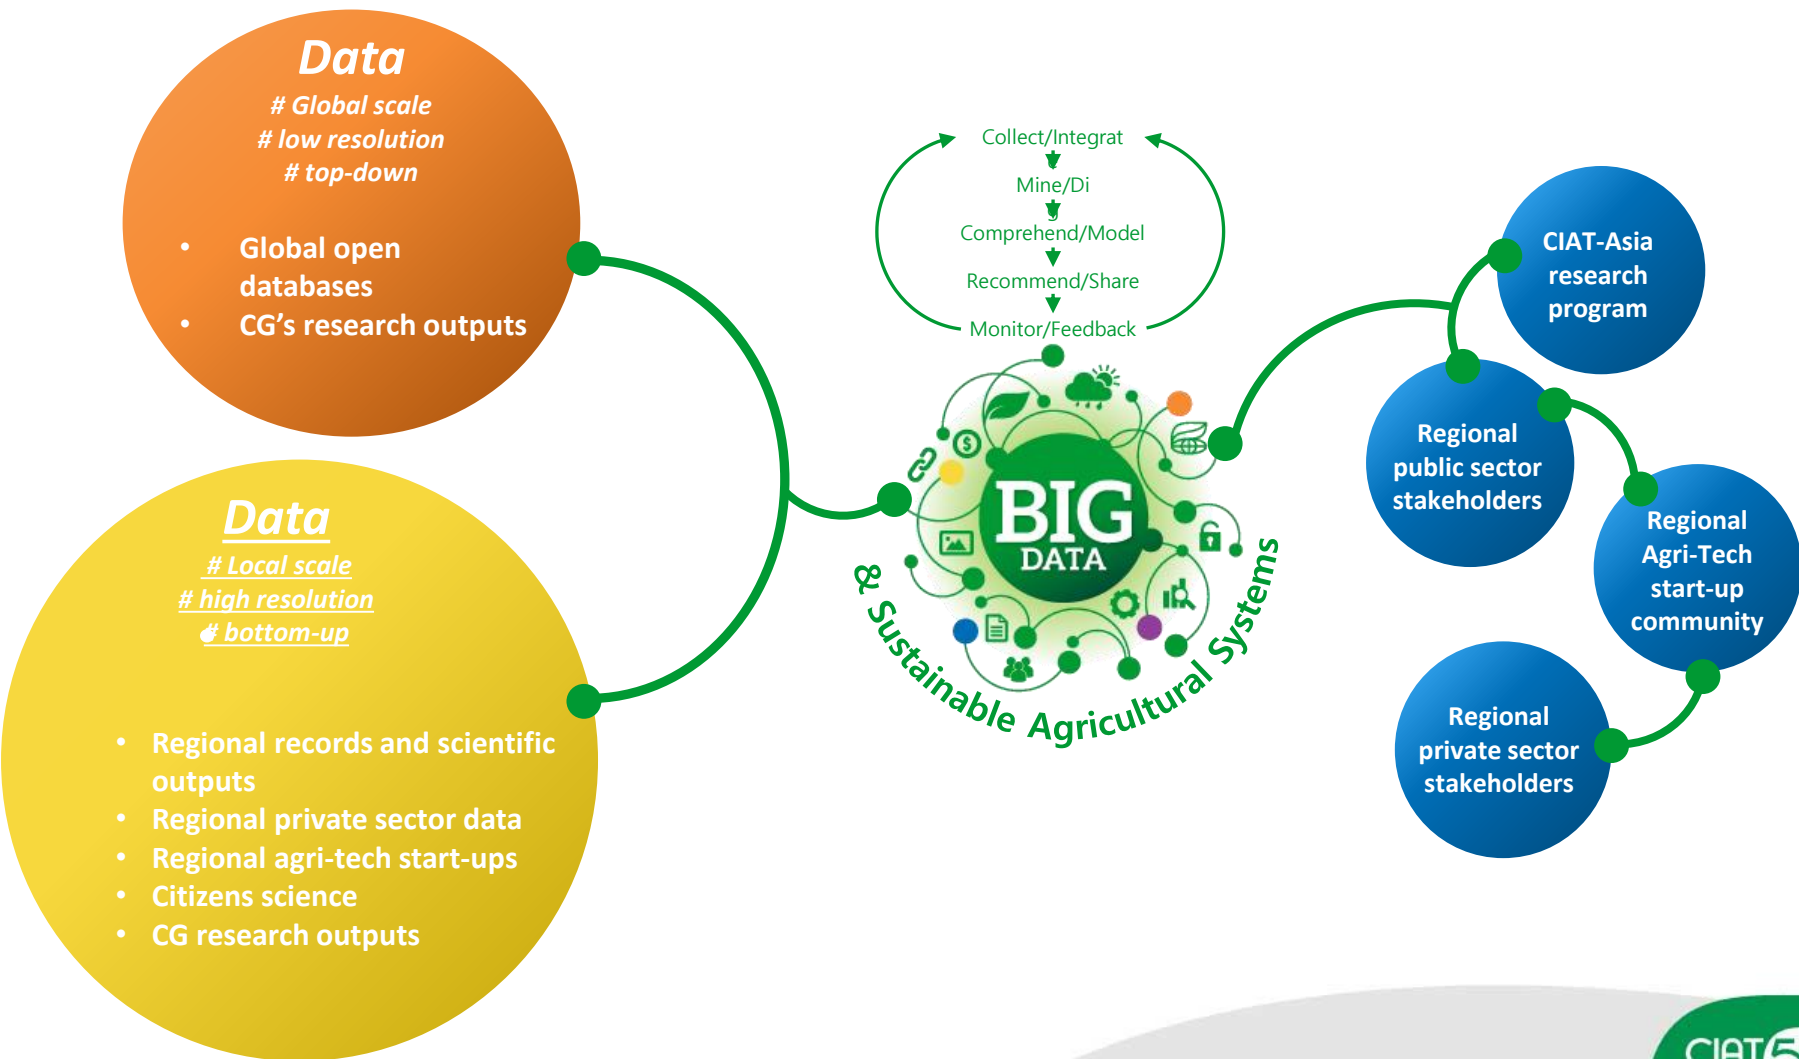 Data
# Global scale
# low resolution
# top-down
• Global open
databases
• CG's research outputs
Data
# Local scale
# high resolution
# bottom-up
• Regional records and scientific
outputs
• Regional private sector data
• Regional agri-tech start-ups
• Citizens science
• CG research outputs
Collect/Integrat
e
Mine/Di
g
Comprehend/Model
Recommend/Share
Monitor/Feedback
BIG
DATA
& Sustainable Agricultural Systems
CIAT-Asia
research
program
Regional
public sector
stakeholders
Regional
Agri-Tech
start-up
community
Regional
private sector
stakeholders
CIAT